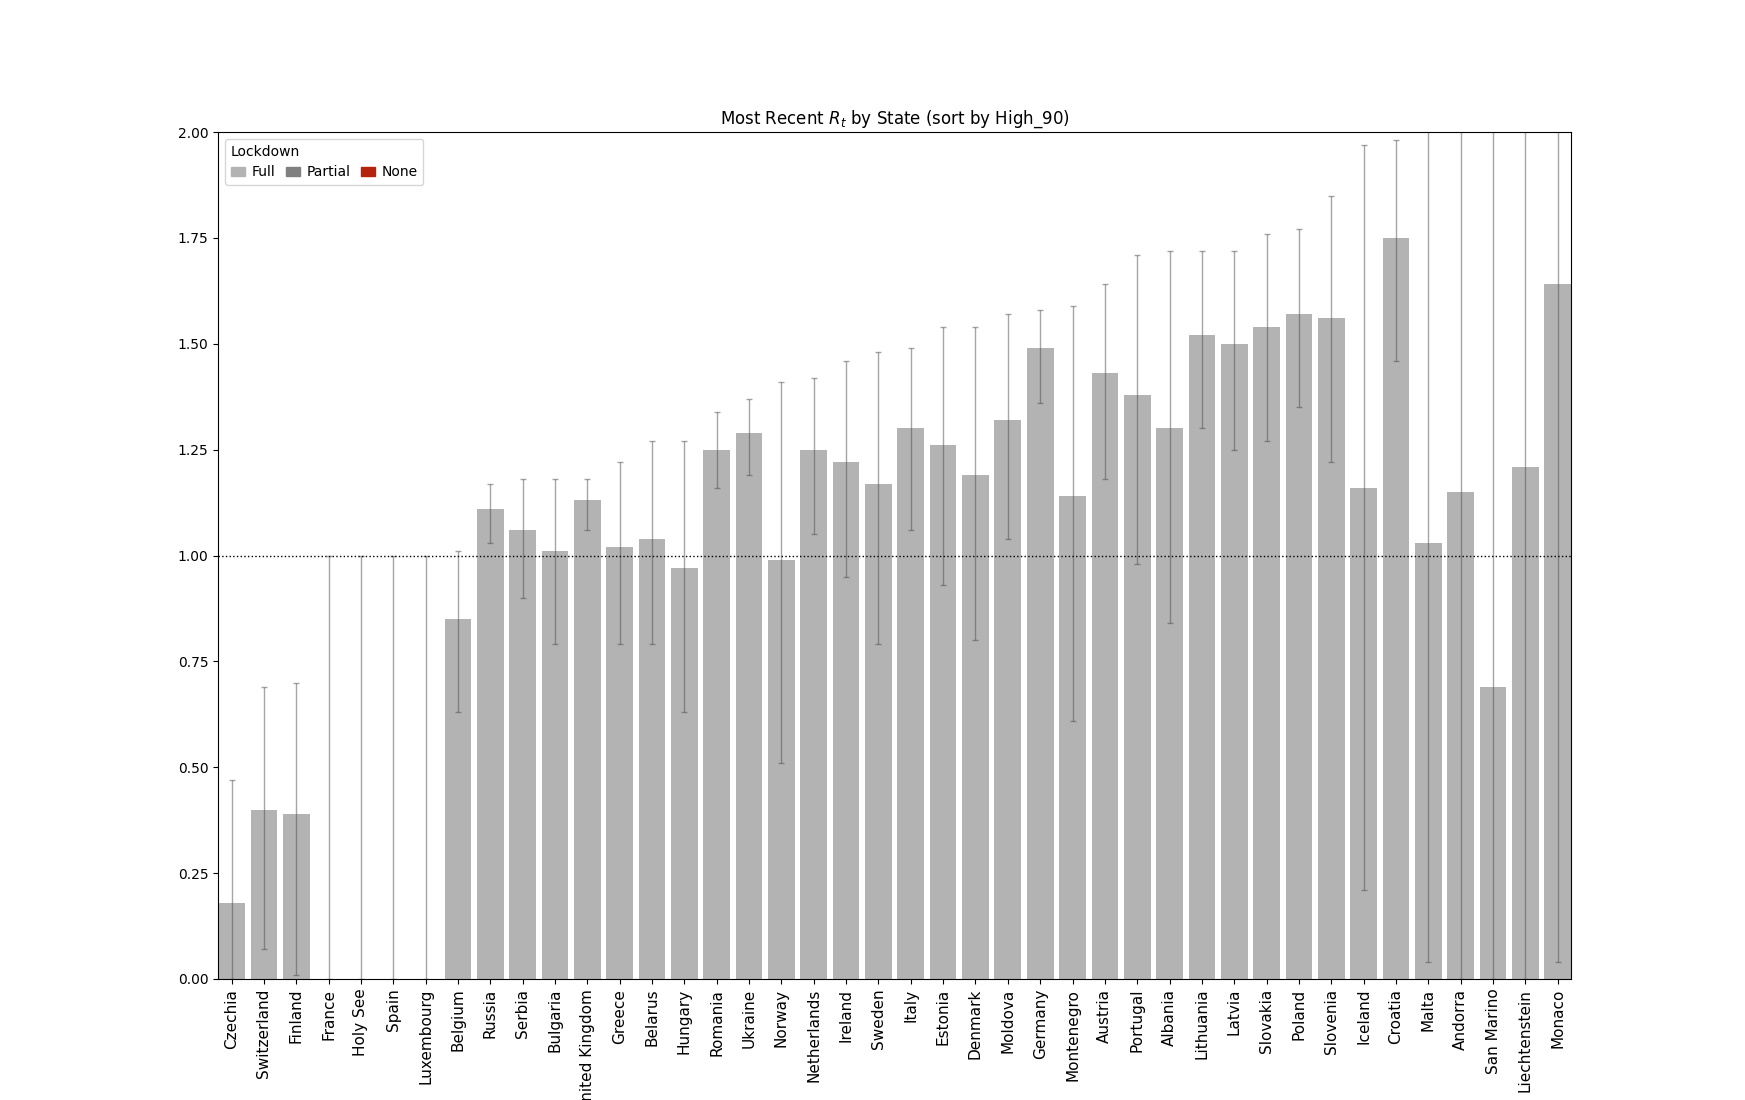 Most Recent Rt by State (sort by High_90)
Lockdown
Full Partial None
2.00
1.75
1.50
1.25
1.00
0.75
0.50
0.25
0.00
Czechia
Switzerland
Finland
France
Holy See
Spain
Luxembourg
Belgium
Russia
Serbia
Bulgaria
nited Kingdom
Greece
Belarus
Hungary
Romania
Ukraine
Norway
Netherlands
Ireland
Sweden
Italy
Estonia
Denmark
Moldova
Germany
Montenegro
Austria
Portugal
Albania
Lithuania
Latvia
Slovakia
Poland
Slovenia
Iceland
Croatia
Malta
Andorra
San Marino
Liechtenstein
Monaco